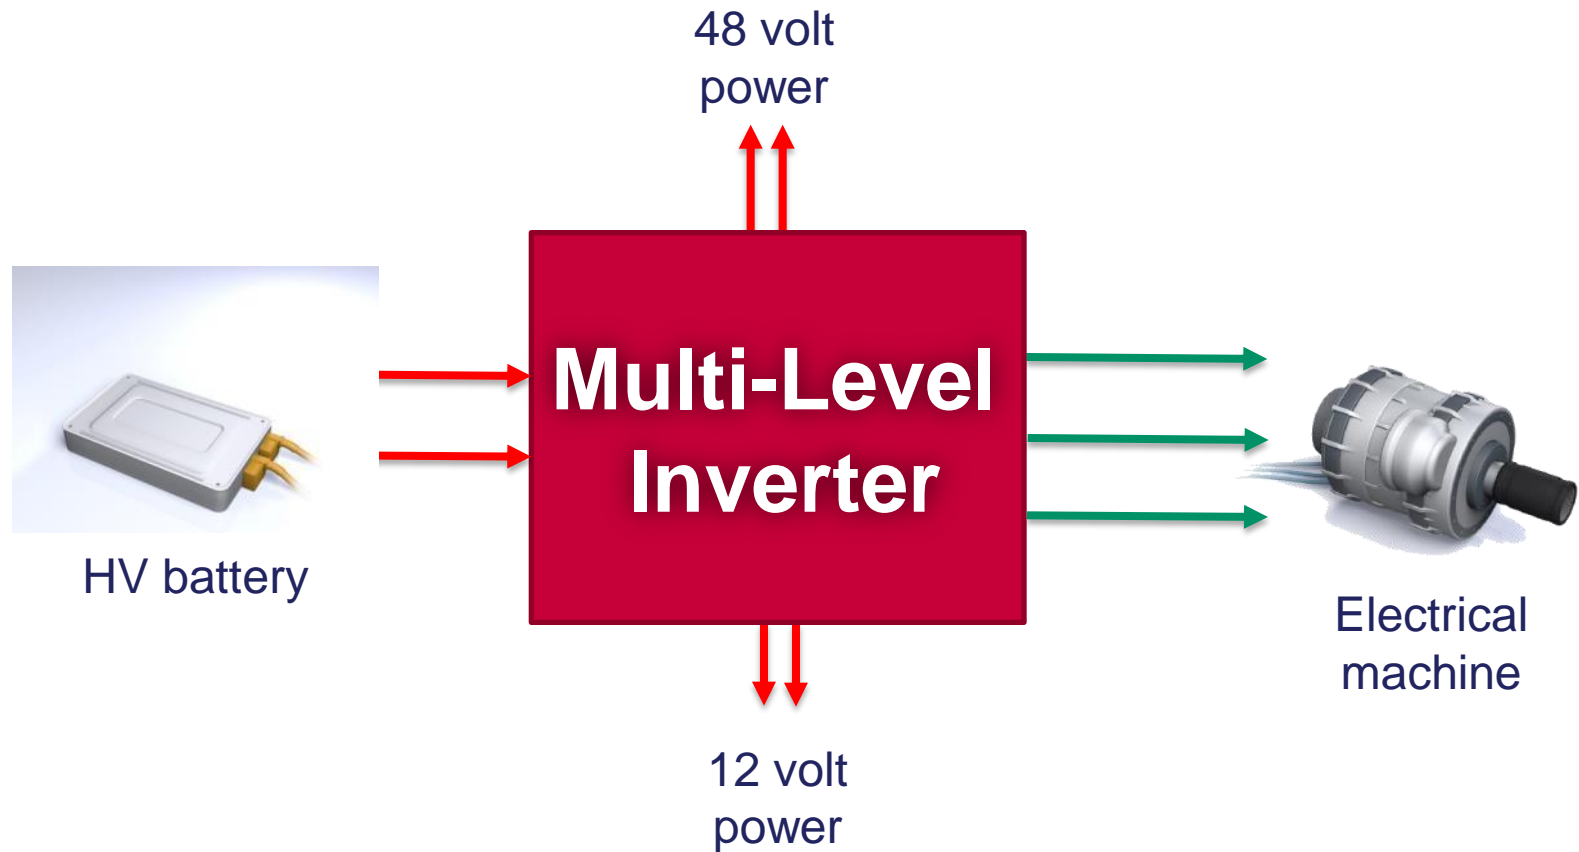 48 volt
power
Multi-Level
Inverter
HV battery
Electrical
machine
12 volt
power